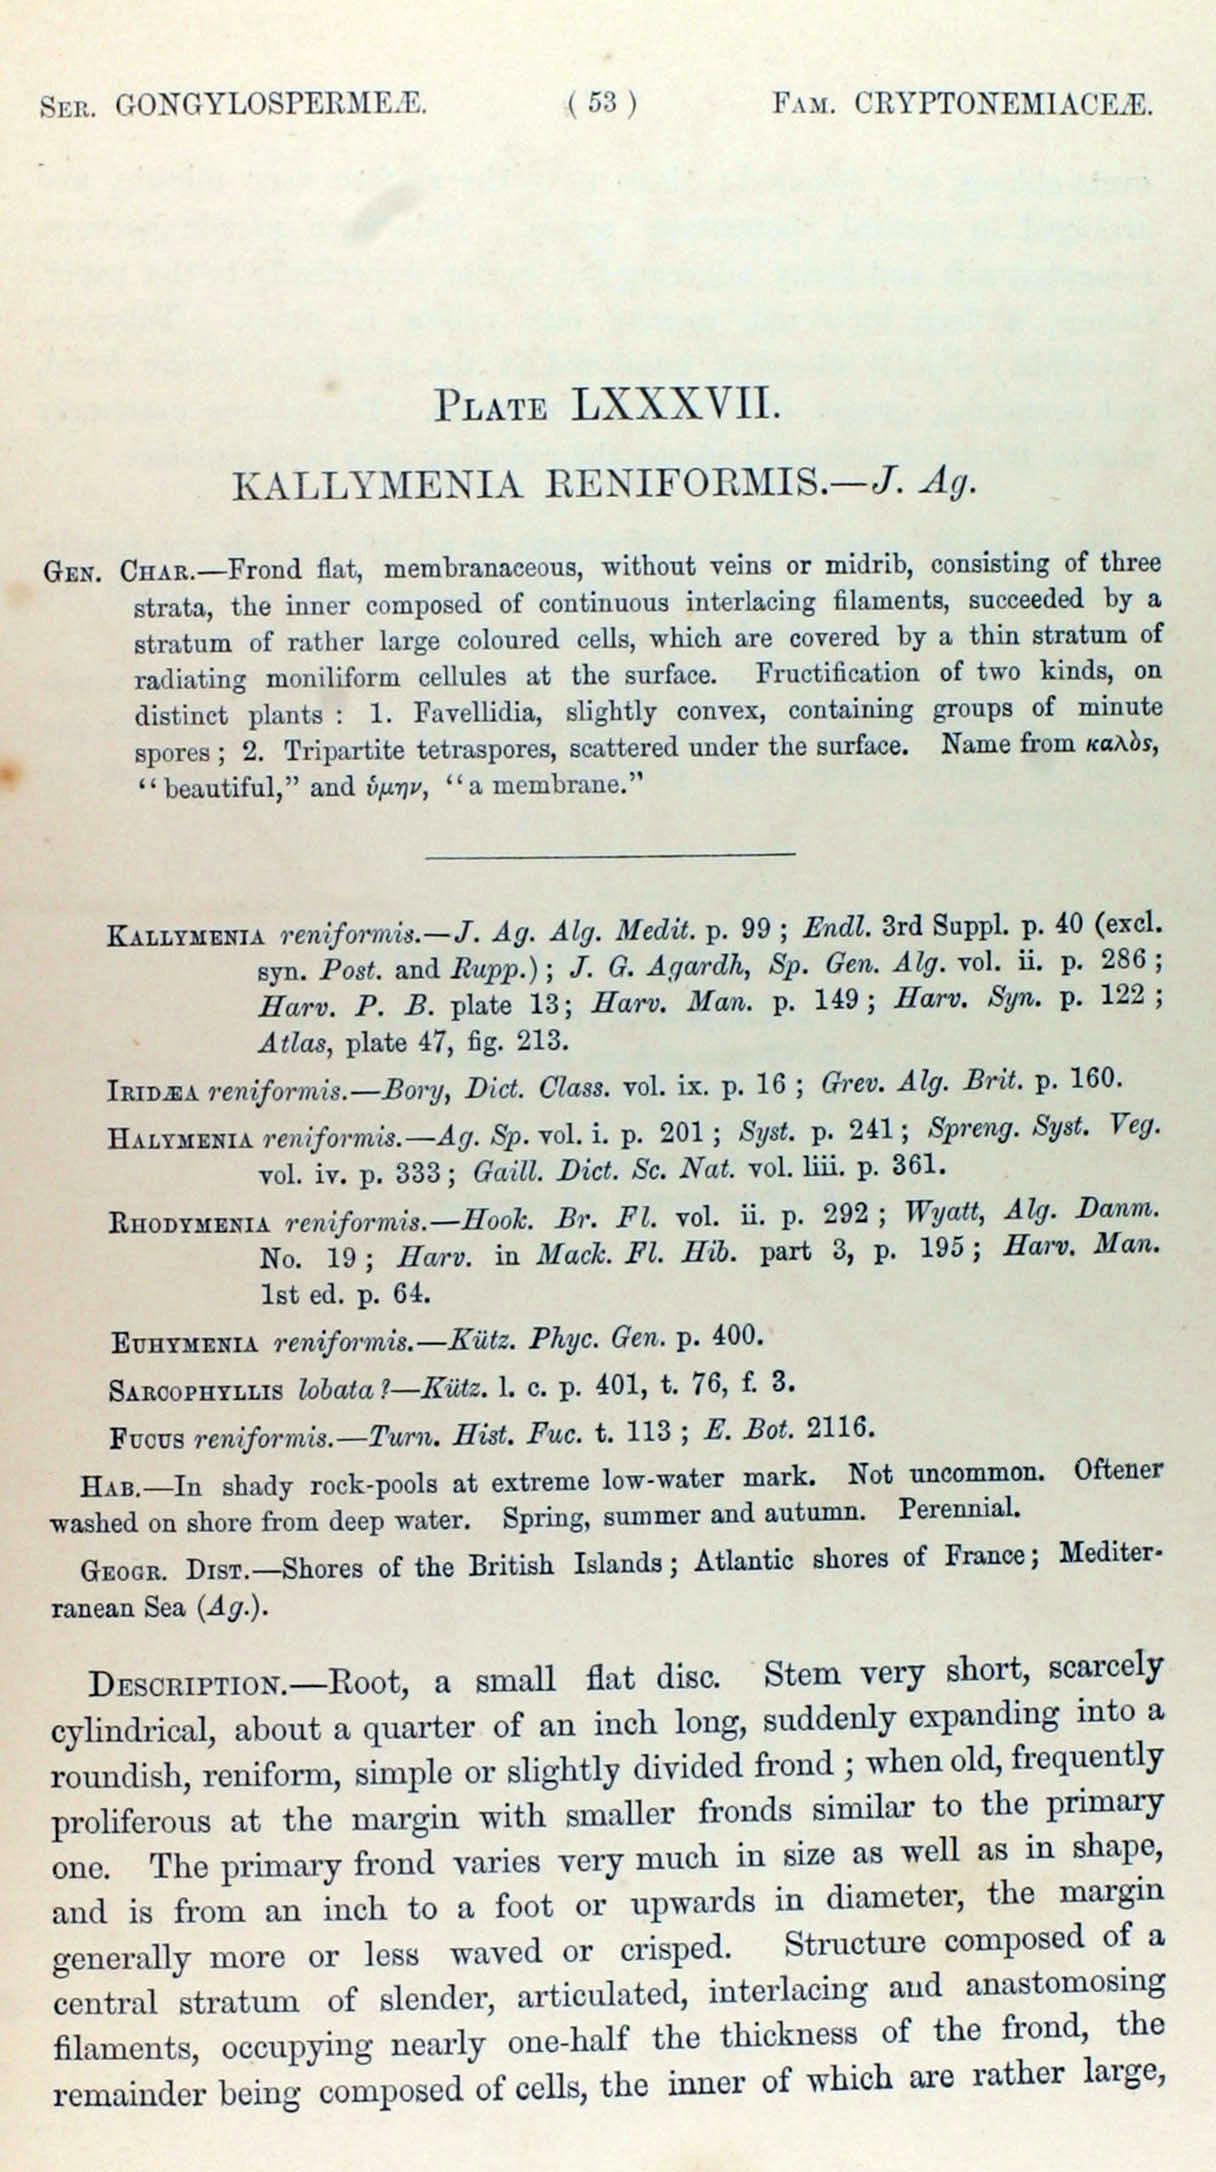 Ser. GONGYLOSPERMEÆ. ( 53 ) Fam. CRYPTONEMIACEÆ.
Plate LXXXVII.
KALLYMENIA RENIFORMIS.—J. Ag.
Gen. Char.—Frond flat, membranaceous, without veins or midrib, consisting of three
strata, the inner composed of continuous interlacing filaments, succeeded by a
stratum of rather large coloured cells, which are covered by a thin stratum of
radiating moniliform cellules at the surface. Fructification of two kinds, on
distinct plants : 1. Favellidia, slightly convex, containing groups of minute
spores ; 2. Tripartite tetraspores, scattered under the surface. Name from καλὸς,
“beautiful,” and ὑμην, “a membrane.”
Kallymenia reniformis.—J. Ag. Alg. Medit. p. 99 ; Endl. 3rd Suppl. p. 40 (excl.
syn. Post. and Rupp.) ; J. G. Agardh, Sp. Gen. Alg. vol. ii. p. 286 ;
Harv. P. B. plate 13; Harv. Man. p. 149 ; Harv. Syn. p. 122 ;
Atlas, plate 47, fig. 213.
Iridæa reniformis.—Bory, Dict. Class. vol. ix. p. 16 ; Grev. Alg. Brit. p. 160.
Halymenia reniformis.—Ag. Sp. vol. i. p. 201 ; Syst. p. 241 ; Spreng. Syst. Veg.
vol. iv. p. 333 ; Gaill. Dict. Sc. Nat. vol. liii. p. 361.
Rhodymenia reniformis.—Hook. Br. Fl. vol. ii. p. 292 ; Wyatt, Alg. Danm.
No. 19 ; Harv. in Mack. Fl. Hib. part 3, p. 195 ; Harv. Man.
1st ed. p. 64.
Euhymenia reniformis.—Kütz. Phyc. Gen. p. 400.
Sarcophyllis lobata ?—Kütz. l. c. p. 401, t. 76, f. 3.
Fucus reniformis.—Turn. Hist. Fuc. t. 113 ; E. Bot. 2116.
Hab.—In shady rock-pools at extreme low-water mark. Not uncommon. Oftener
washed on shore from deep water. Spring, summer and autumn. Perennial.
Geogr. Dist.—Shores of the British Islands ; Atlantic shores of France ; Mediter-
ranean Sea (Ag.).
Description.—Root, a small flat disc. Stem very short, scarcely
cylindrical, about a quarter of an inch long, suddenly expanding into a
roundish, reniform, simple or slightly divided frond ; when old, frequently
proliferous at the margin with smaller fronds similar to the primary
one. The primary frond varies very much in size as well as in shape,
and is from an inch to a foot or upwards in diameter, the margin
generally more or less waved or crisped. Structure composed of a
central stratum of slender, articulated, interlacing and anastomosing
filaments, occupying nearly one-half the thickness of the frond, the
remainder being composed of cells, the inner of which are rather large,